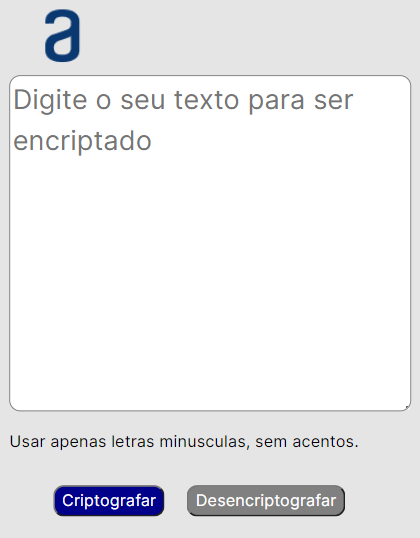 a
Digite o seu texto para ser
encriptado
Usar apenas letras minusculas, sem acentos.
Criptografar Desencriptografar